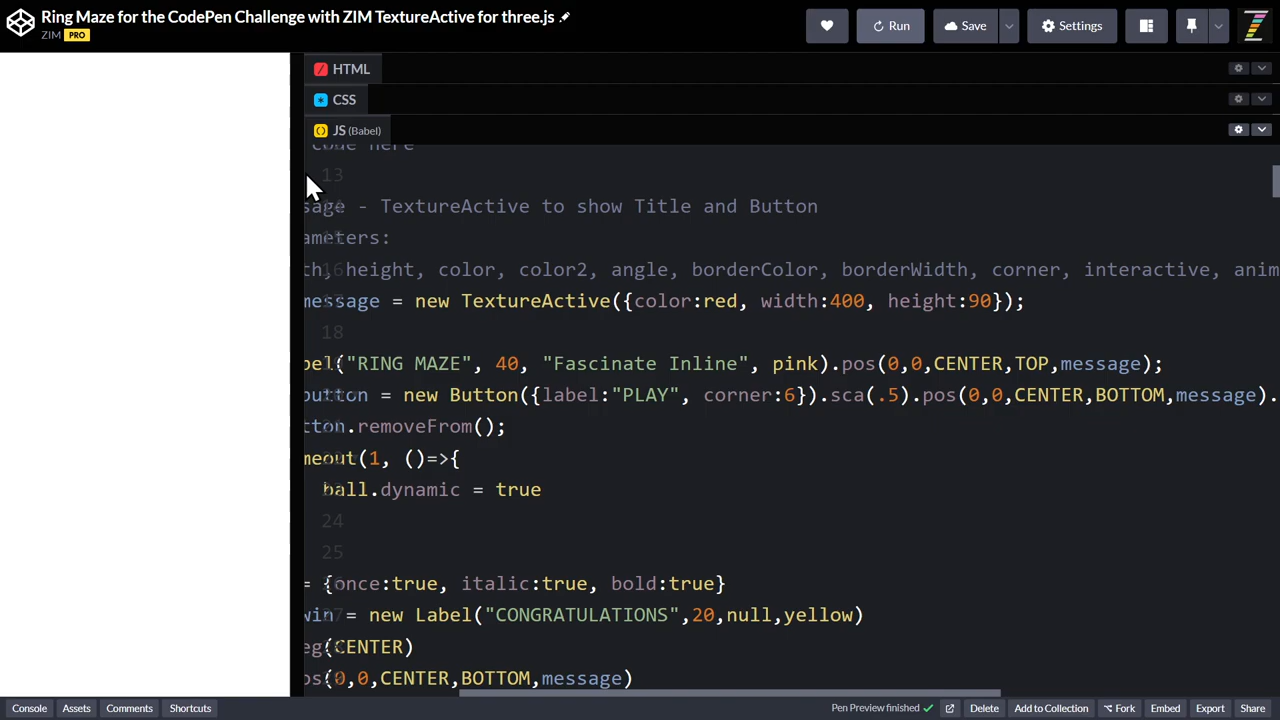 Ring Maze for the CodePen Challenge with ZIM TextureActive for three.js
ZIM PRO
Run
Save
Settings
HTML
CSS
JS (Babel)
code here
13
sage - TextureActive to show Title and Button
ameters:
th, height, color, color2, angle, borderColor, borderWidth, corner, interactive, anim
message = new TextureActive({color:red, width:400, height:90});
18
bel("RING MAZE", 40, "Fascinate Inline", pink).pos(0,0,CENTER,TOP,message);
button = new Button({label:"PLAY", corner:6}).sca(.5).pos(0,0,CENTER,BOTTOM,message).
tton.removeFrom();
meout(1, ()=>{
ball.dynamic = true
24
25
= {once:true, italic:true, bold:true}
win = new Label("CONGRATULATIONS",20,null,yellow)
eg(CENTER)
os(0,0,CENTER,BOTTOM,message)
Console Assets Comments Shortcuts Pen Preview finished Delete Add to Collection Fork Embed Export Share